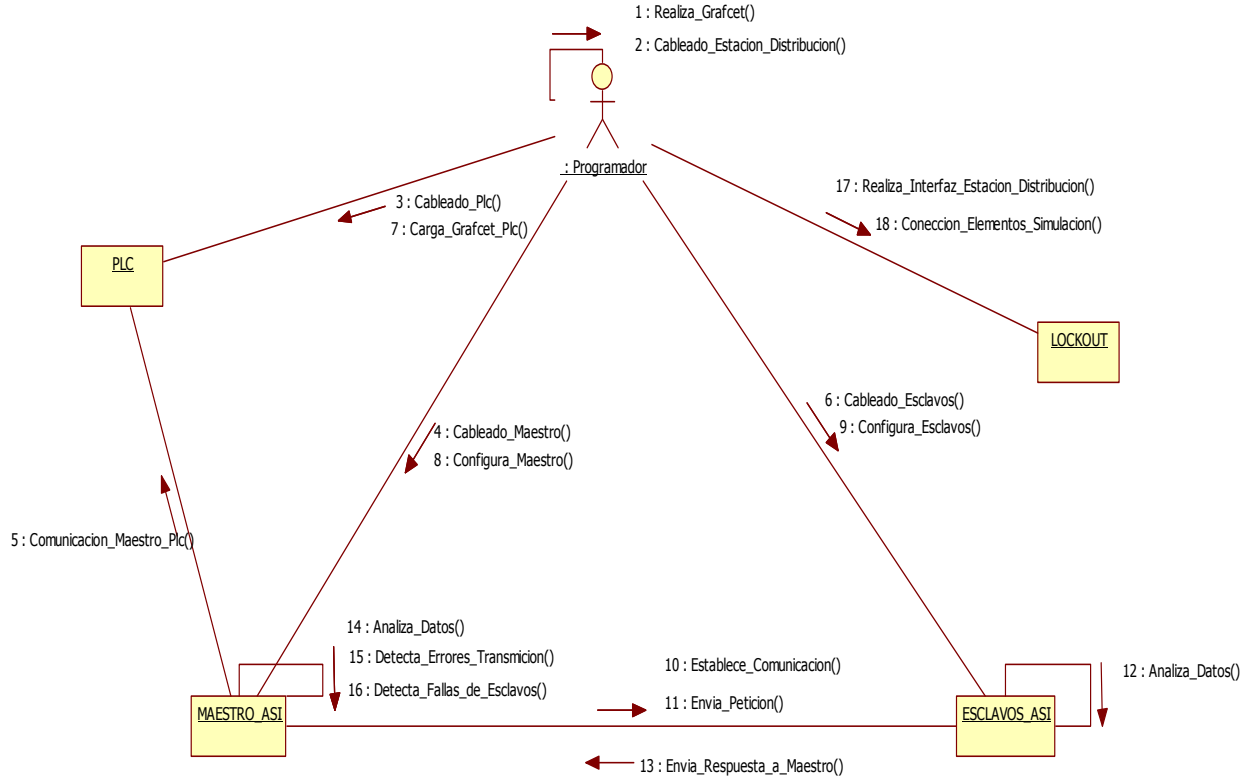 1 : Realiza_Grafcet()
2 : Cableado_Estacion_Distribucion()
: Programador
17 : Realiza_Interfaz_Estacion_Distribucion()
18 : Coneccion_Elementos_Simulacion()
3 : Cableado_Plc()
7 : Carga_Grafcet_Plc()
PLC
LOCKOUT
6 : Cableado_Esclavos()
9 : Configura_Esclavos()
4 : Cableado_Maestro()
8 : Configura_Maestro()
5 : Comunicacion_Maestro_Plc()
14 : Analiza_Datos()
15 : Detecta_Errores_Transmicion()
16 : Detecta_Fallas_de_Esclavos()
10 : Establece_Comunicacion()
11 : Envia_Peticion()
12 : Analiza_Datos()
MAESTRO_ASI
ESCLAVOS_ASI
13 : Envia_Respuesta_a_Maestro()